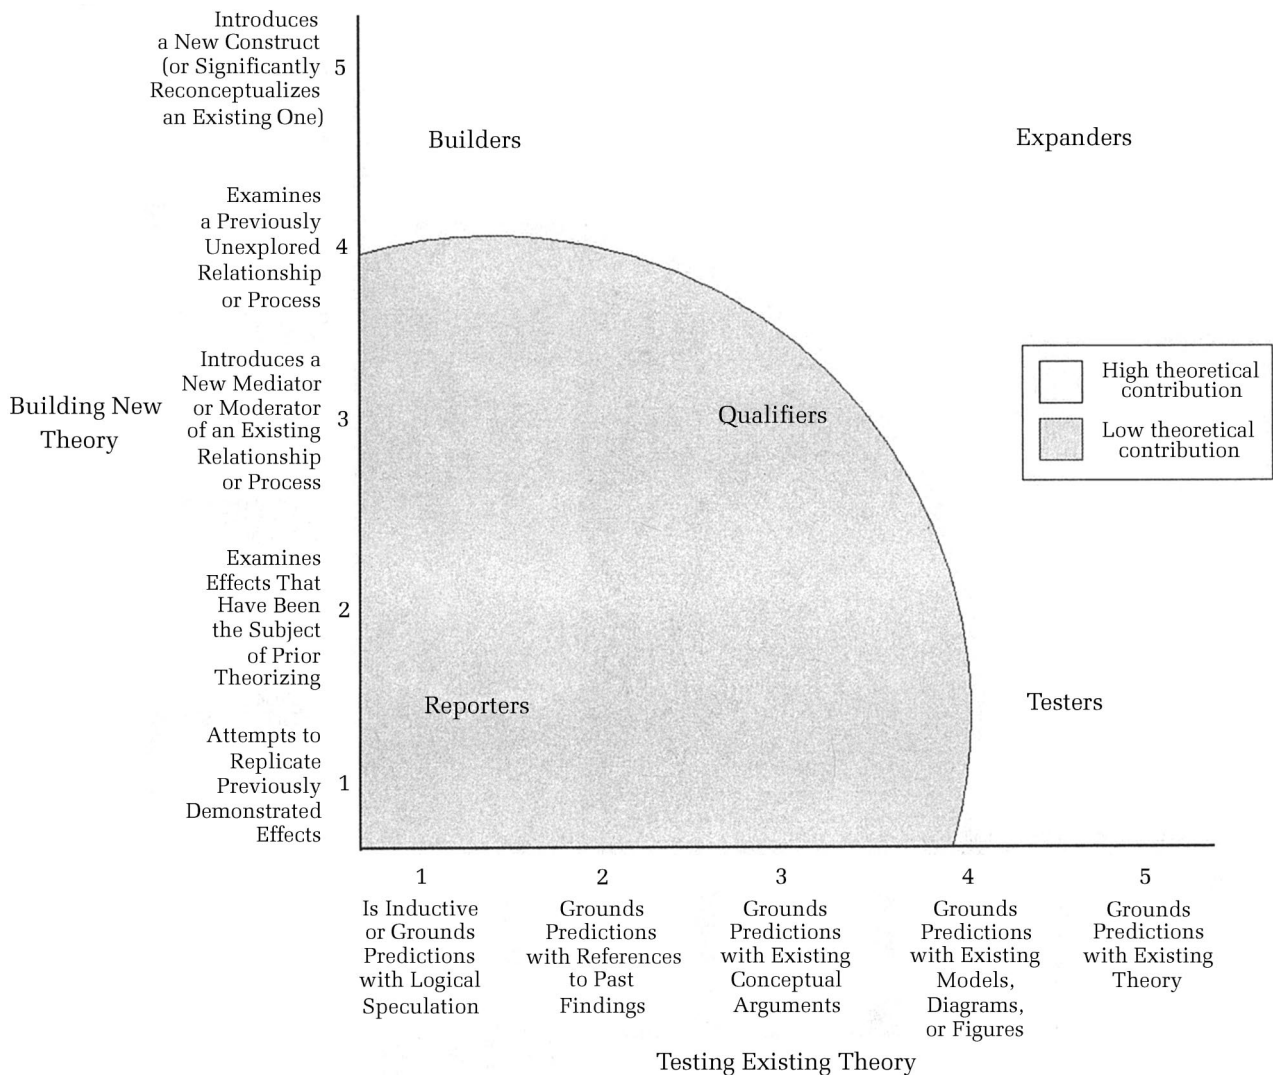 Introduces
a New Construct
(or Significantly
Reconceptualizes
an Existing One)
5
Builders
Expanders
Examines
a Previously
Unexplored
Relationship
or Process
4
Introduces a
New Mediator
or Moderator
of an Existing
Relationship
or Process
3
Building New
Theory
Qualifiers
High theoretical
contribution
Low theoretical
contribution
Examines
Effects That
Have Been
the Subject
of Prior
Theorizing
2
Reporters
Testers
Attempts to
Replicate
Previously
Demonstrated
Effects
1
1
Is Inductive
or Grounds
Predictions
with Logical
Speculation
2
Grounds
Predictions
with References
to Past
Findings
3
Grounds
Predictions
with Existing
Conceptual
Arguments
4
Grounds
Predictions
with Existing
Models,
Diagrams,
or Figures
5
Grounds
Predictions
with Existing
Theory
Testing Existing Theory